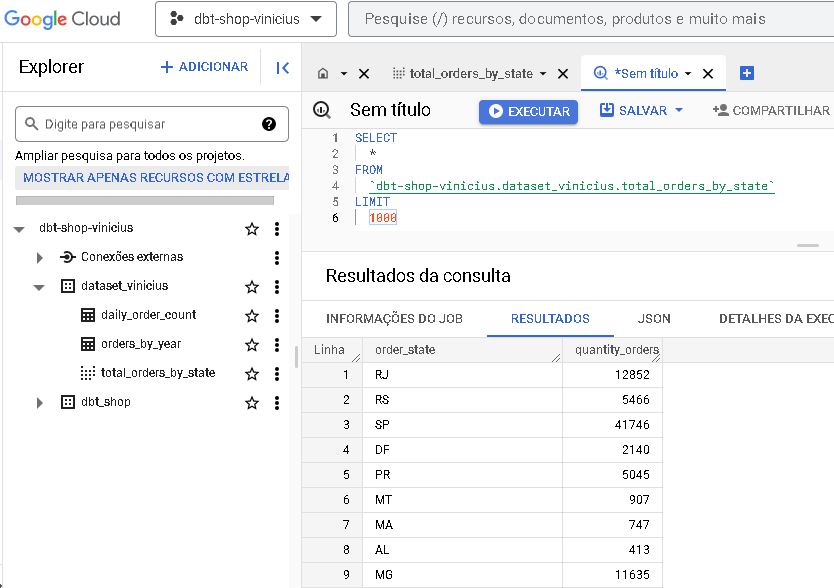 Google Cloud
dbt-shop-vinicius
Pesquise (/) recursos, documentos, produtos e muito mais
Explorer
+ ADICIONAR
Digite para pesquisar
Ampliar pesquisa para todos os projetos.
MOSTRAR APENAS RECURSOS COM ESTRELA
dbt-shop-vinicius
Conexões externas
dataset_vinicius
daily_order_count
orders_by_year
total_orders_by_state
dbt_shop
total_orders_by_state
*Sem título
Sem título
EXECUTAR
SALVAR
COMPARTILHAR
1 SELECT
2 *
3 FROM
4 `dbt-shop-vinicius.dataset_vinicius.total_orders_by_state`
5 LIMIT
6 1000
Resultados da consulta
INFORMAÇÕES DO JOB
RESULTADOS
JSON
DETALHES DA EXEC
Linha order_state quantity_orders
1 RJ 12852
2 RS 5466
3 SP 41746
4 DF 2140
5 PR 5045
6 MT 907
7 MA 747
8 AL 413
9 MG 11635